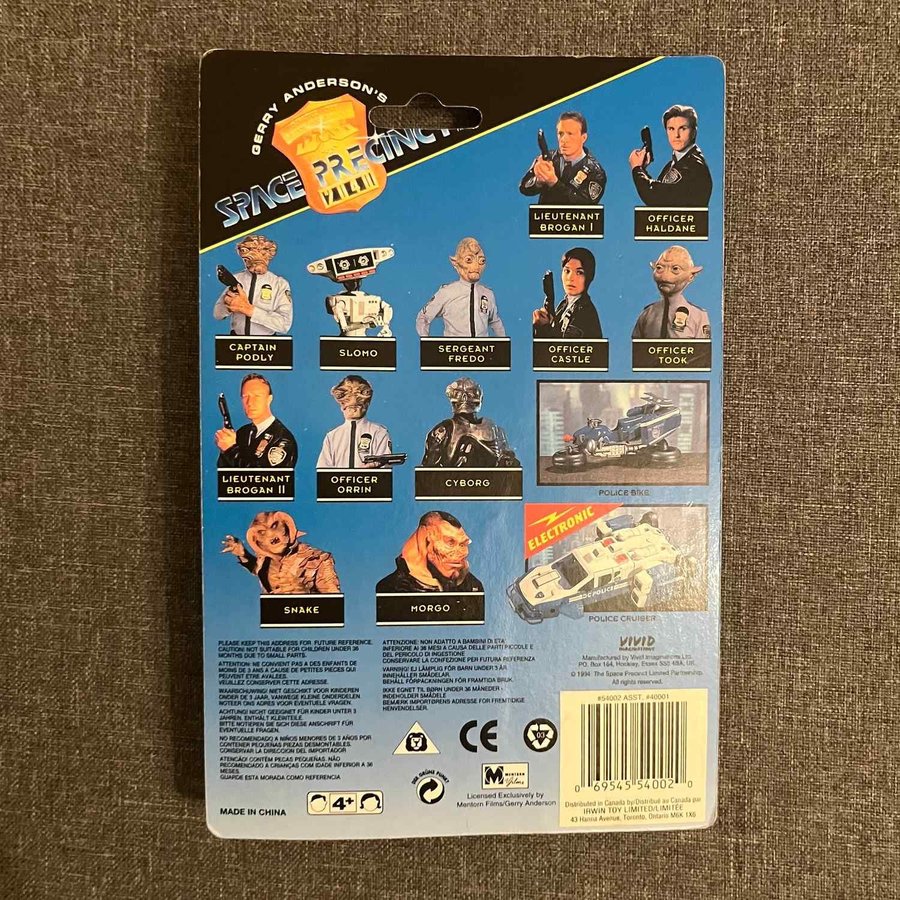 GERRY ANDERSON'S
SPACE PRECINCT
LIEUTENANT
BROGAN I
OFFICER
HALDANE
CAPTAIN
PODLY
SLOMO
SERGEANT
FREDO
OFFICER
CASTLE
OFFICER
TOOK
LIEUTENANT
BROGAN II
OFFICER
ORRIN
CYBORG
POLICE BIKE
SNAKE
MORGO
ELECTRONIC
POLICE
POLICE CRUISER
PLEASE KEEP THIS ADDRESS FOR FUTURE REFERENCE.
CAUTION: NOT SUITABLE FOR CHILDREN UNDER 36
MONTHS DUE TO SMALL PARTS.
ATTENTION: NE CONVIENT PAS A DES ENFANTS DE
MOINS DE 3 ANS A CAUSE DE PETITES PIECES QUI
PEUVENT ETRE AVALEES.
VEUILLEZ CONSERVER CETTE ADRESSE
WAARSCHUWING! NIET GESCHIKT VOOR KINDEREN
ONDER DE 3 JAAR, VANWEGE KLEINE ONDERDELEN
NOTEER ONS ADRES VOOR EVENTUELE VRAGEN.
ACHTUNG! NICHT GEEIGNET FÜR KINDER UNTER 3
JAHREN. ENTHÄLT KLEINTEILE.
BITTE NOTIEREN SIE SICH DIESE ANSCHRIFT FÜR
EVENTUELLE FRAGEN.
NO RECOMENDADO A NIÑOS MENORES DE 3 AÑOS POR
CONTENER PEQUEÑAS PIEZAS DESMONTABLES.
CONSERVAR LA DIRECCION DEL IMPORTADOR
ATENÇÃO! CONTÉM PEÇAS PEQUENAS. NÃO
RECOMENDADO A CRIANÇAS COM IDADE INFERIOR A 36
MESES.
GUARDE ESTA MORADA COMO REFERENCIA
ATTENZIONE: NON ADATTO A BAMBINI DI ETA'
INFERIORE AI 36 MESI A CAUSA DELLE PARTI PICCOLE E
DEL PERICOLO DI INGESTIONE
CONSERVARE LA CONFEZIONE PER FUTURA REFERENZA
VARNING! EJ LÄMPLIG FÖR BARN UNDER 3 ÅR.
INNEHÅLLER SMÅDELAR.
BEHÅLL FÖRPACKNINGEN FÖR FRAMTIDA BRUK.
IKKE EGNET TIL BØRN UNDER 36 MÅNEDER -
INDEHOLDER SMÅDELE
BEMÆRK IMPORTØRENS ADRESSE FOR FREMTIDIGE
HENVENDELSER.
VIVID
IMAGINATIONS
Manufactured by Vivid Imaginations Ltd.
PO. Box 164, Hockley, Essex SS5 4BA, UK.
© 1994 The Space Precinct Limited Partnership.
All rights reserved.
#54002 ASST. #40001
0 69545 54002 0
Distributed in Canada by/Distribué au Canada par
IRWIN TOY LIMITED/LIMITÉE
43 Hanna Avenue, Toronto, Ontario M6K 1X6
CE
03
DER GRÜNE PUNKT
M
MENTORN
Films
Licensed Exclusively by
Mentorn Films/Gerry Anderson
MADE IN CHINA
4+